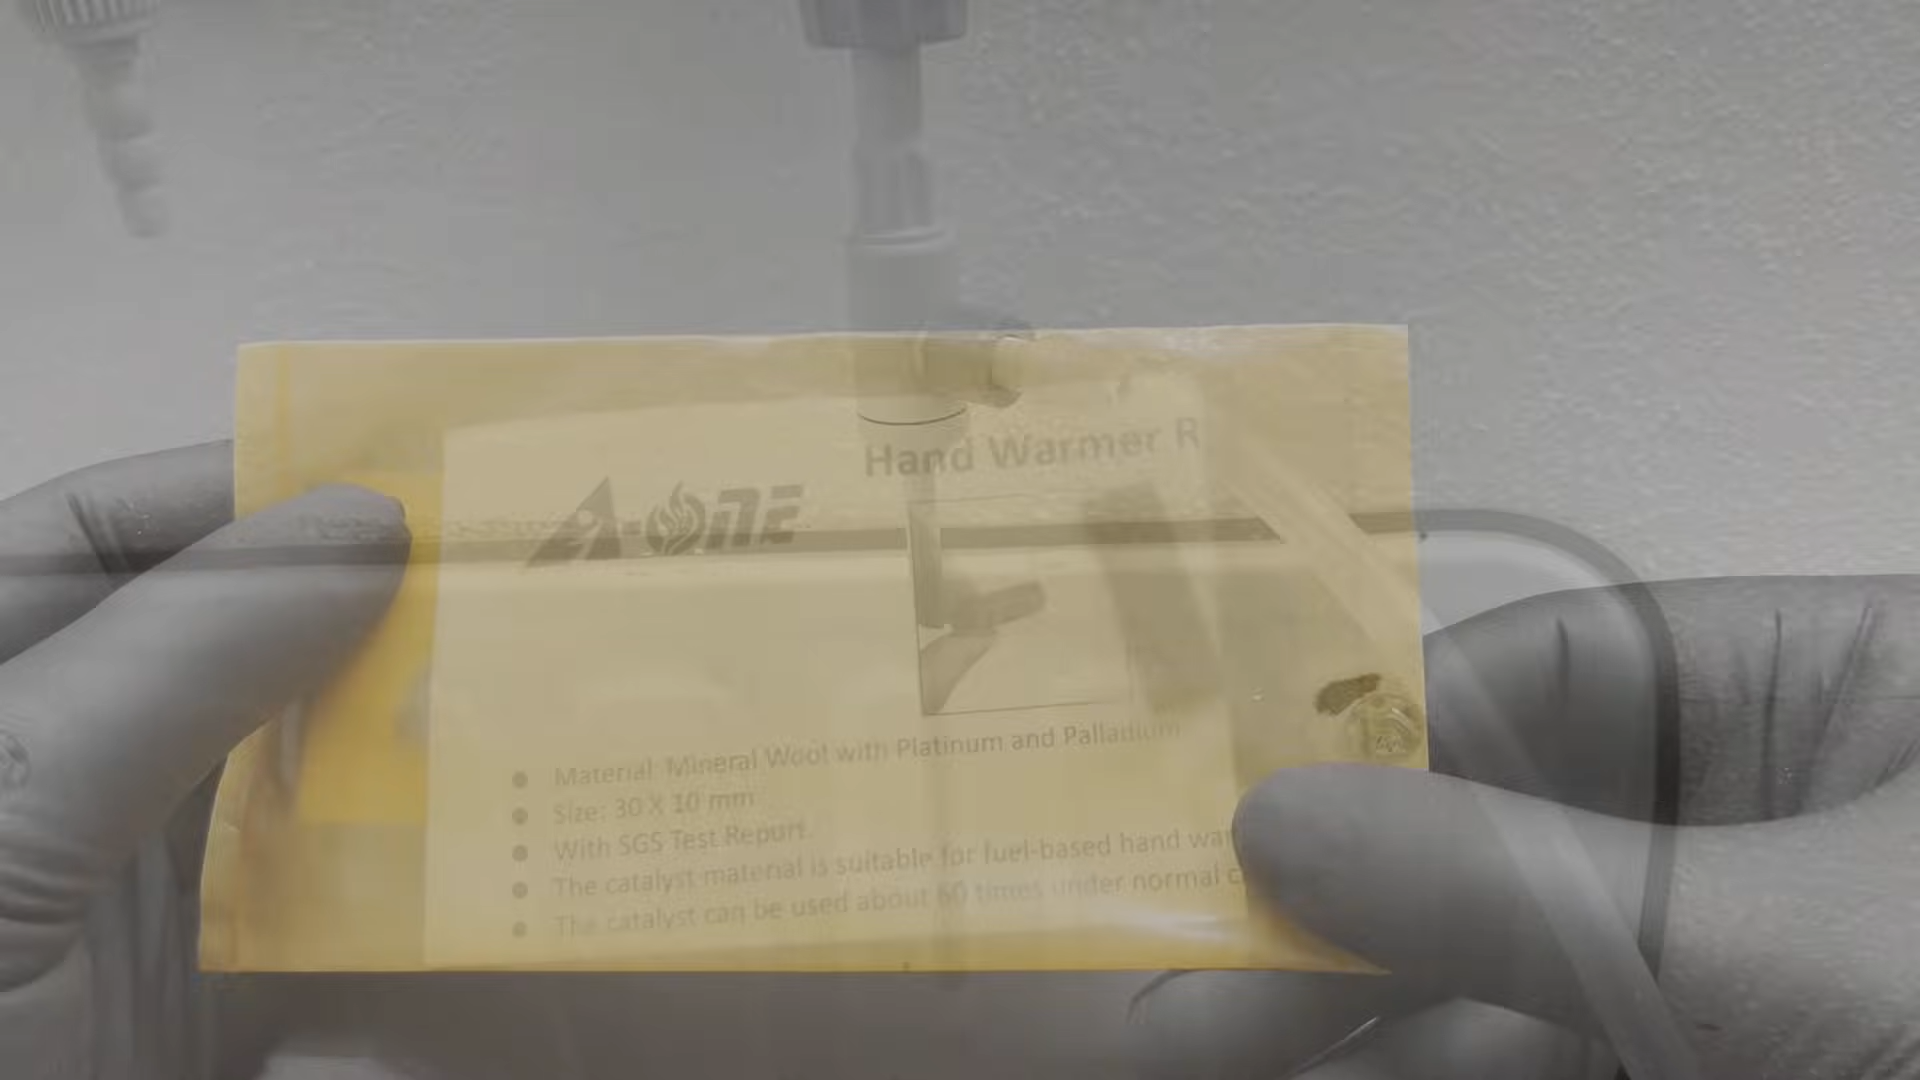 Hand Warmer R
A-ONE
Material: Mineral Wool with Platinum and Palladium
Size: 30 X 10 mm
With SGS Test Report.
The catalyst material is suitable for fuel-based hand war
The catalyst can be used about 60 times under normal c